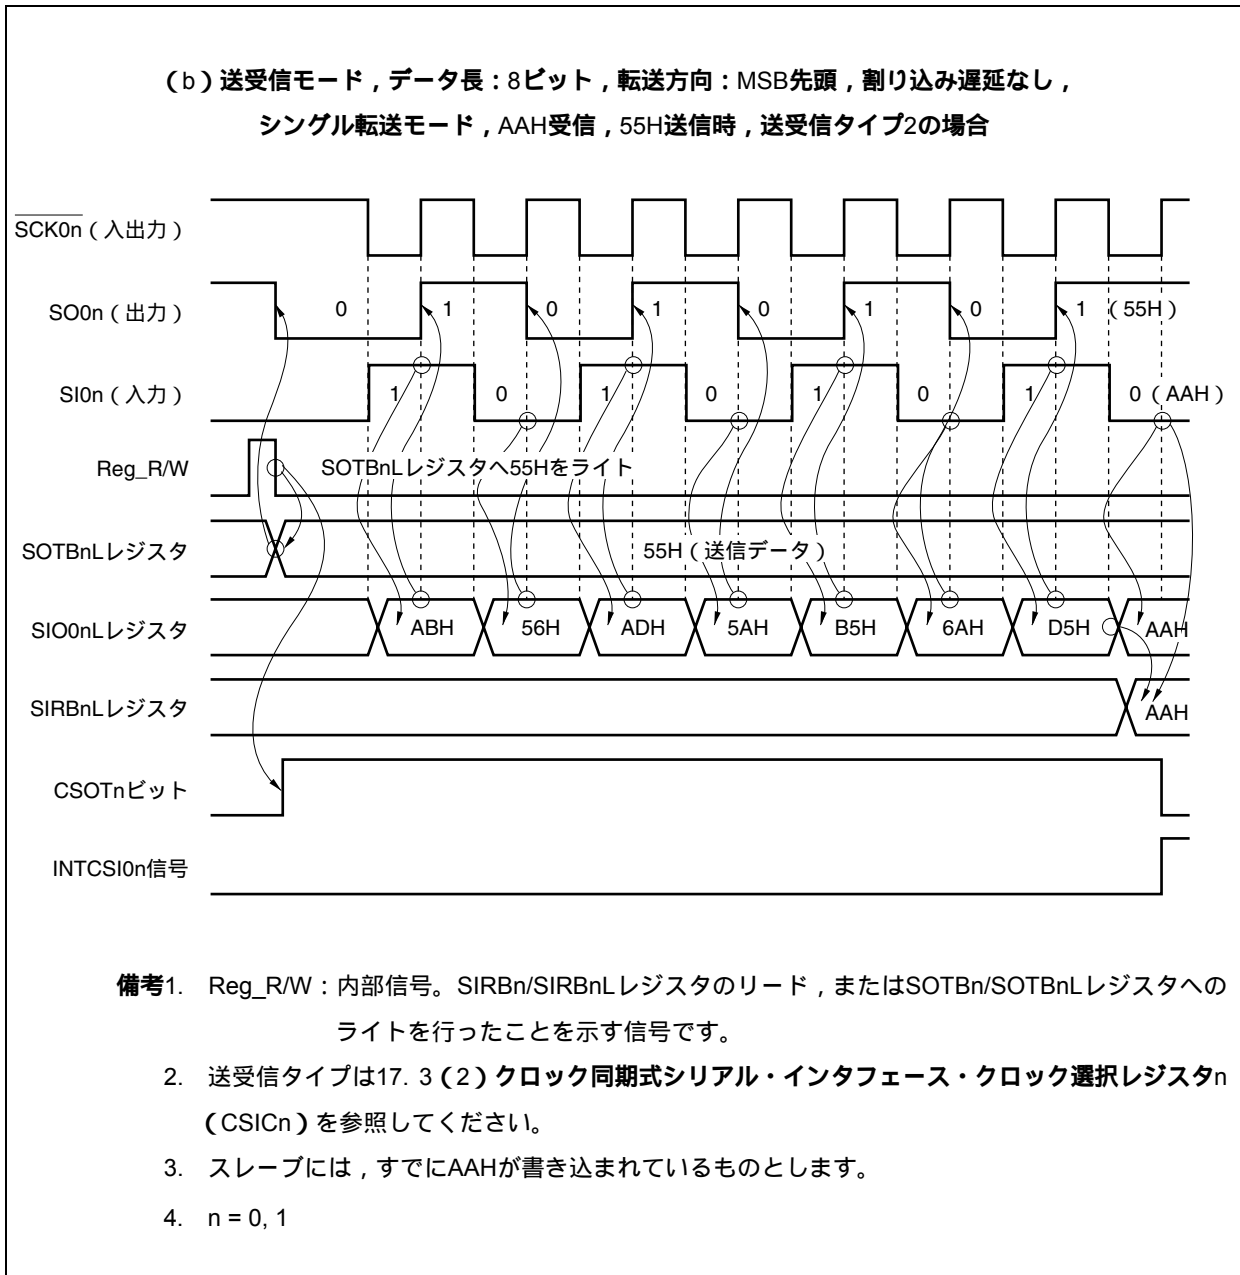 （b）送受信モード，データ長：8ビット，転送方向：MSB先頭，割り込み遅延なし，
シングル転送モード，AAH受信，55H送信時，送受信タイプ2の場合
SCK0n（入出力）
SO0n（出力） 0 1 0 1 0 1 0 1 （55H）
SI0n（入力） 1 0 1 0 1 0 1 0（AAH）
Reg_R/W SOTBnLレジスタへ55Hをライト
SOTBnLレジスタ 55H（送信データ）
SIO0nLレジスタ ABH 56H ADH 5AH B5H 6AH D5H AAH
SIRBnLレジスタ AAH
CSOTnビット
INTCSI0n信号
備考1. Reg_R/W：内部信号。SIRBn/SIRBnLレジスタのリード，またはSOTBn/SOTBnLレジスタへの
ライトを行ったことを示す信号です。
2. 送受信タイプは17. 3（2）クロック同期式シリアル・インタフェース・クロック選択レジスタn
（CSICn）を参照してください。
3. スレーブには，すでにAAHが書き込まれているものとします。
4. n = 0, 1